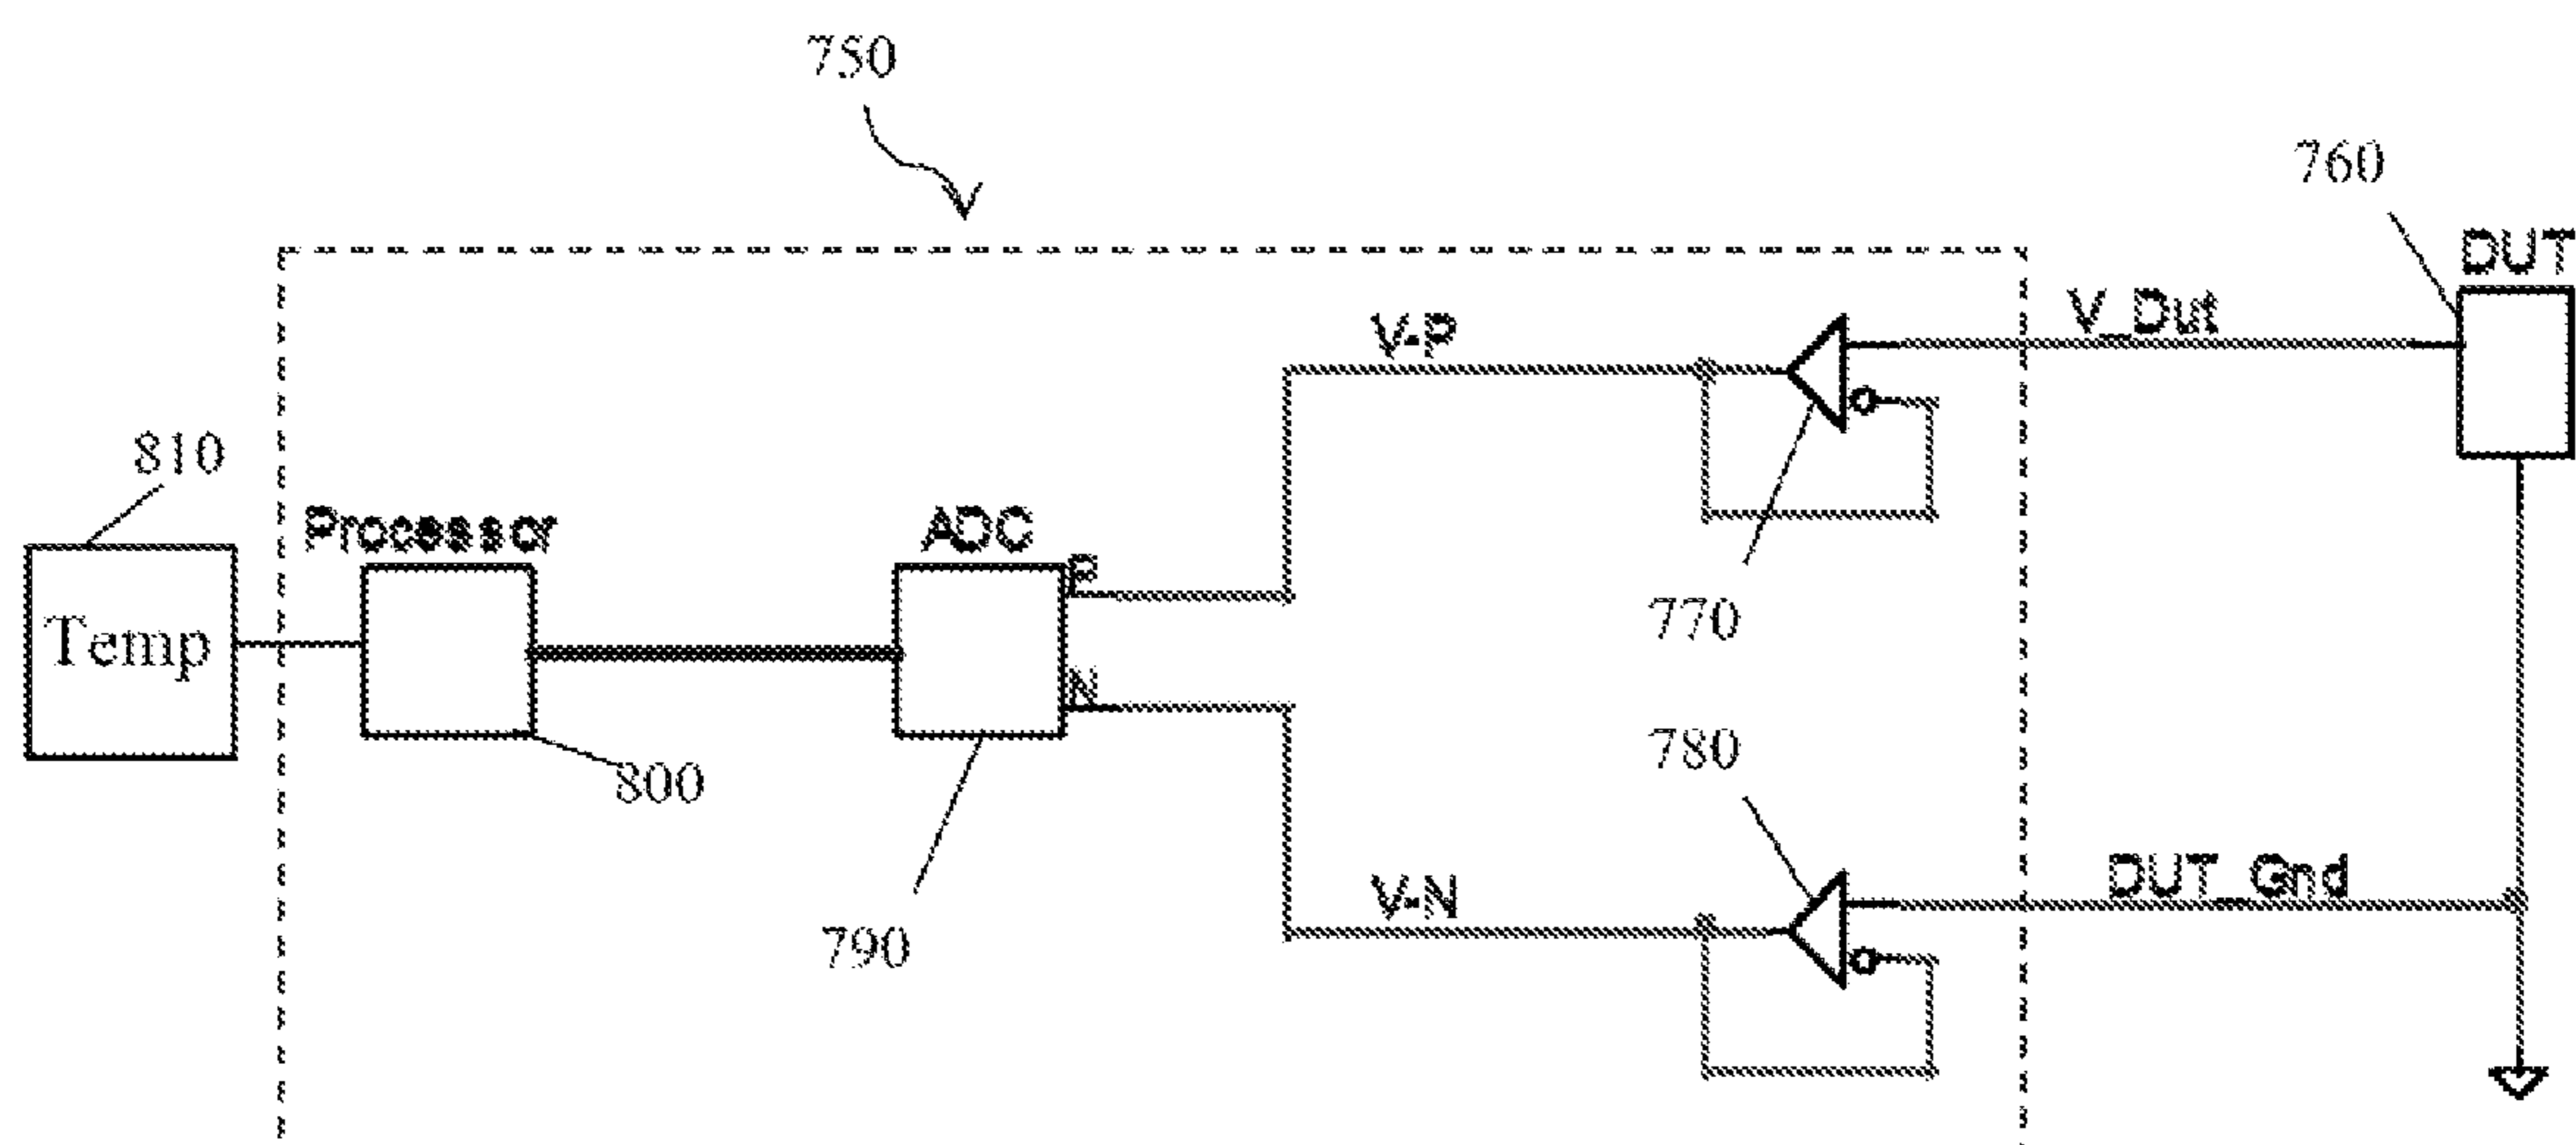 750
760
DUT
V_Dut
V-P
810
Processor
ADC
P
Temp
770
N
780
800
DUT_Gnd
V-N
790